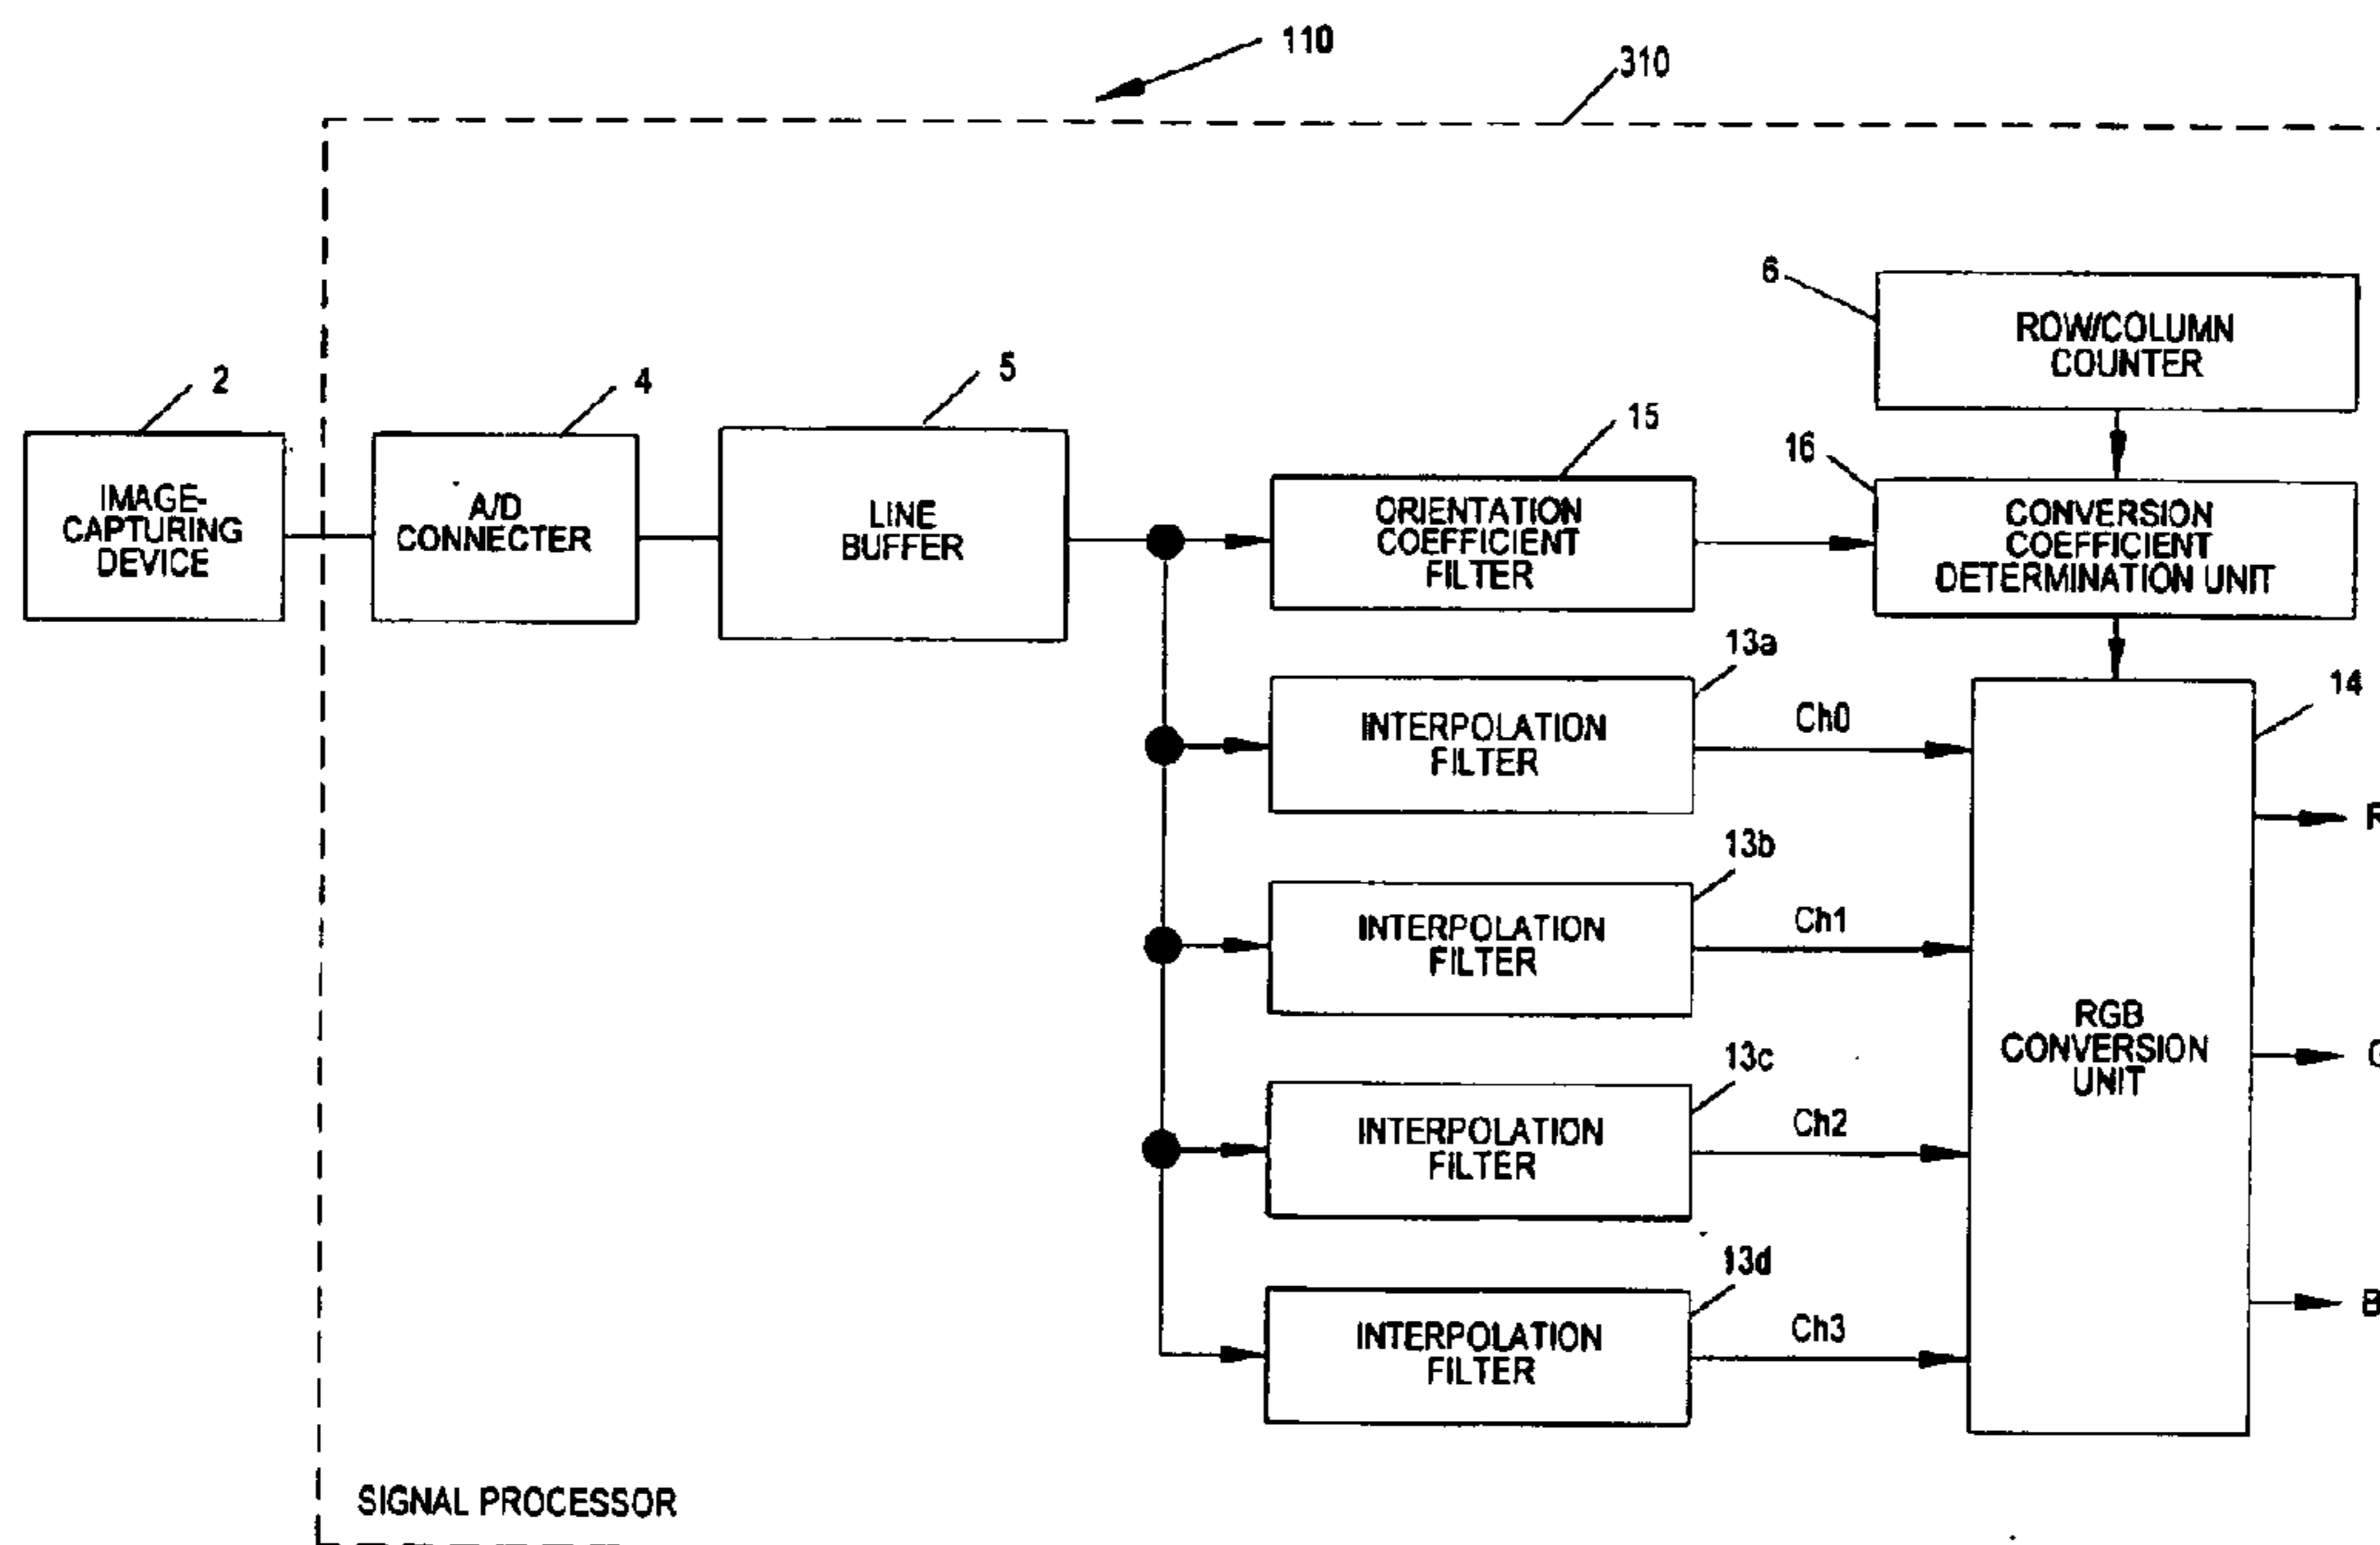 110
310
6
ROW/COLUMN
COUNTER
2
4
5
15
16
IMAGE-
CAPTURING
DEVICE
A/D
CONNECTER
LINE
BUFFER
ORIENTATION
COEFFICIENT
FILTER
CONVERSION
COEFFICIENT
DETERMINATION UNIT
13a
INTERPOLATION
FILTER
Ch0
14
R
13b
INTERPOLATION
FILTER
Ch1
RGB
CONVERSION
UNIT
G
13c
INTERPOLATION
FILTER
Ch2
13d
INTERPOLATION
FILTER
Ch3
B
SIGNAL PROCESSOR